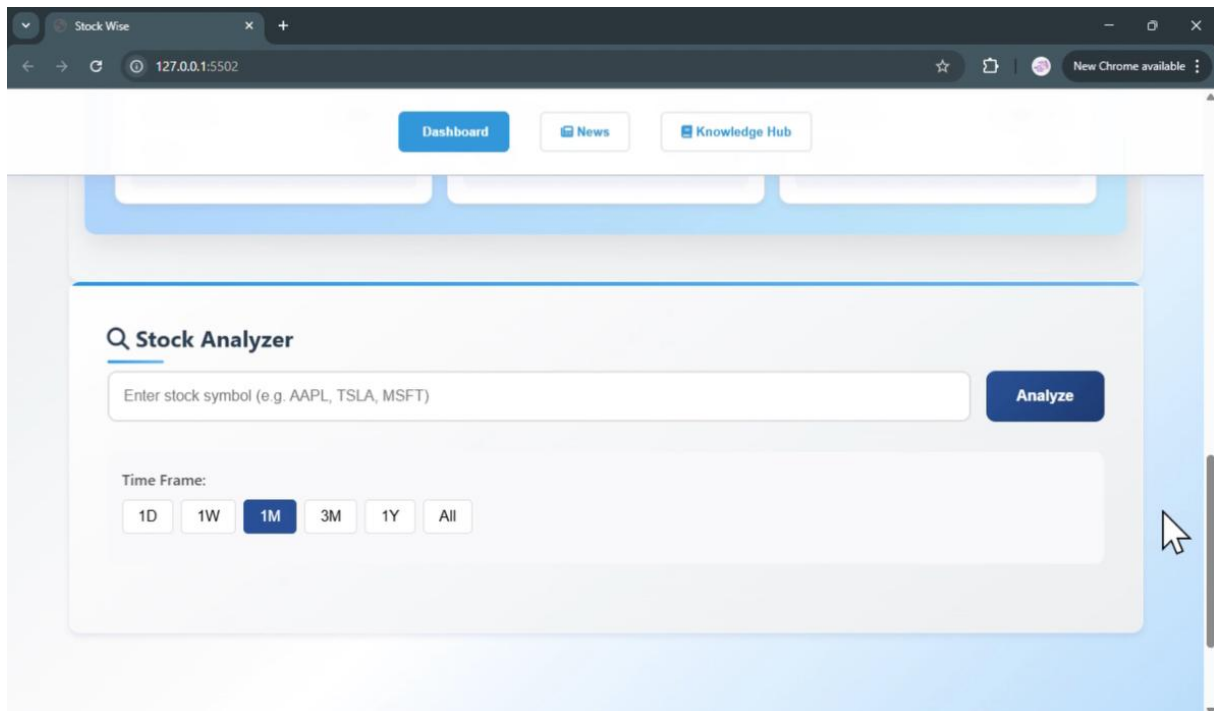 Stock Wise
127.0.0.1:5502
New Chrome available
Dashboard News Knowledge Hub
Stock Analyzer
Enter stock symbol (e.g. AAPL, TSLA, MSFT) Analyze
Time Frame:
1D 1W 1M 3M 1Y All